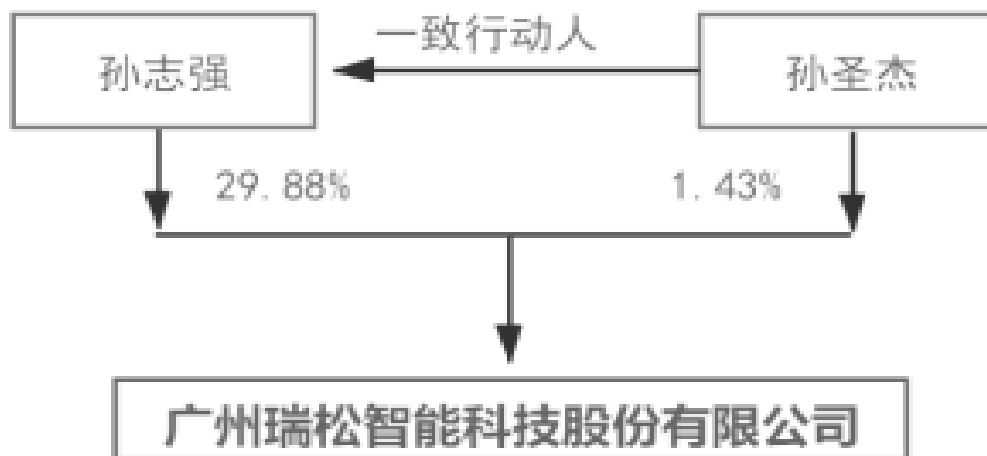 一致行动人
孙志强
孙圣杰
29.88%
1.43%
广州瑞松智能科技股份有限公司